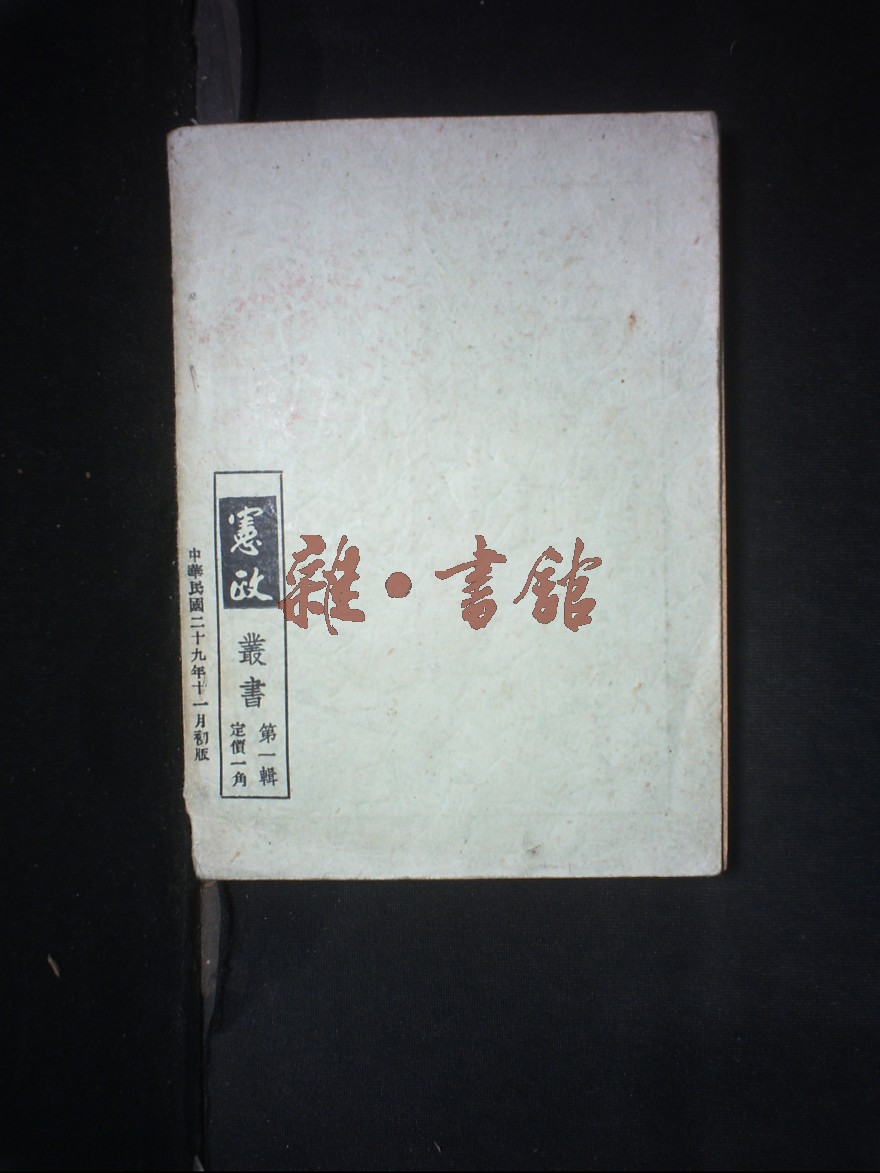 憲政
叢書
第一輯
定價一角
中華民國二十九年十一月初版
雜·書館